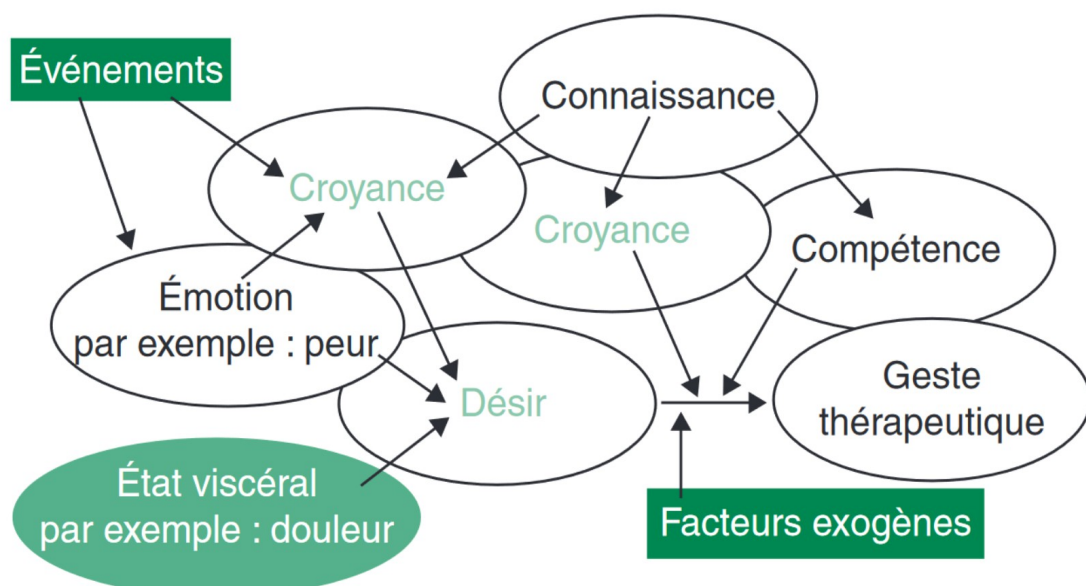 Événements
Connaissance
Croyance
Croyance
Compétence
Émotion
par exemple : peur
Désir
Geste
thérapeutique
État viscéral
par exemple : douleur
Facteurs exogènes